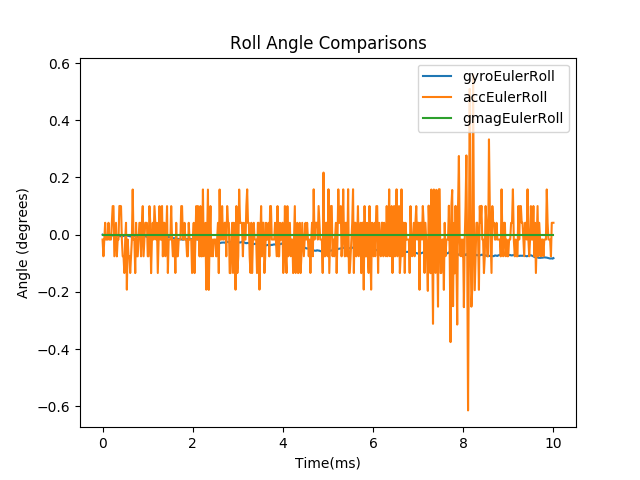 Roll Angle Comparisons
gyroEulerRoll
accEulerRoll
gmagEulerRoll
Angle (degrees)
0.6
0.4
0.2
0.0
−0.2
−0.4
−0.6
0 2 4 6 8 10
Time(ms)